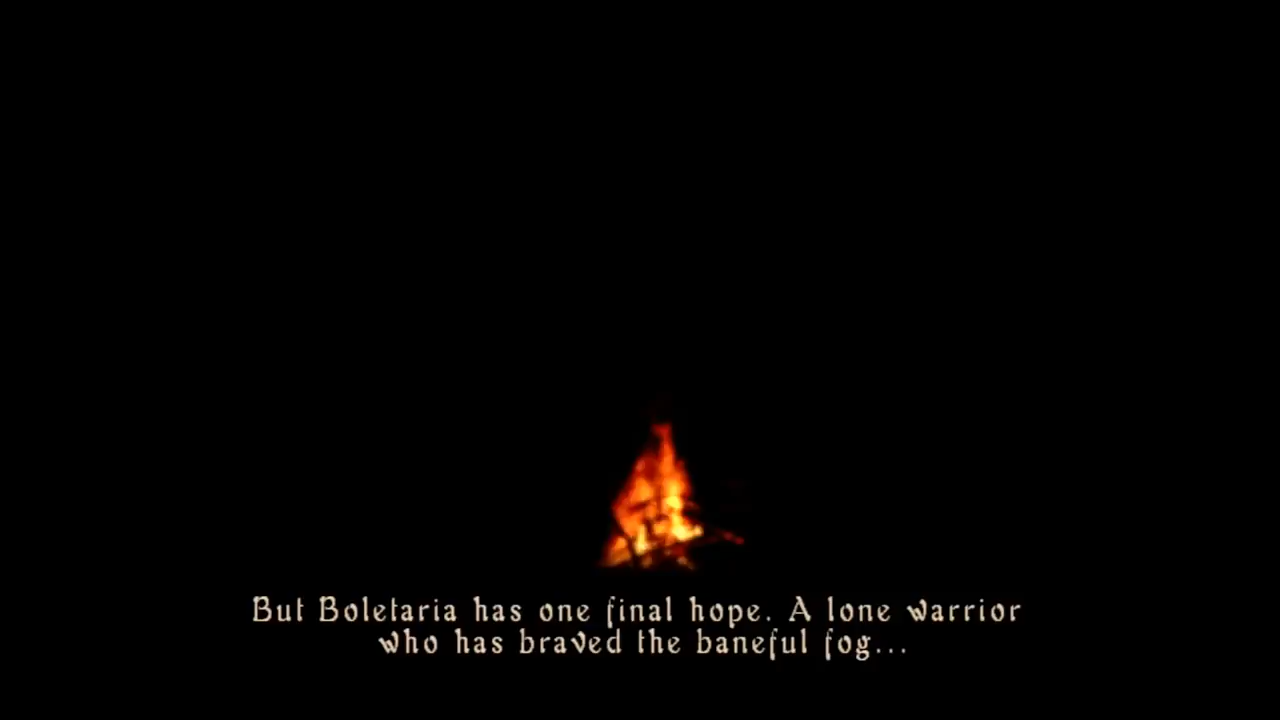 But Boletaria has one final hope. A lone warrior
who has braved the baneful fog...